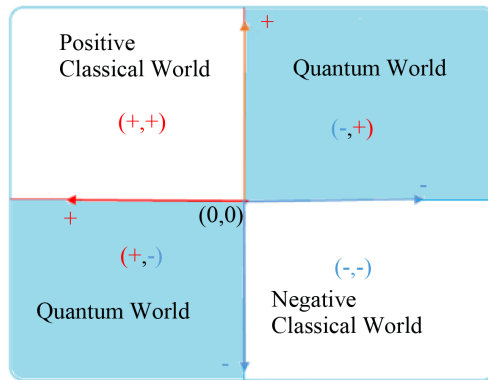 +
Positive
Classical World
Quantum World
(+,+)
(-,+)
-
+
(0,0)
(+,-)
(-,-)
Quantum World
Negative
Classical World
-